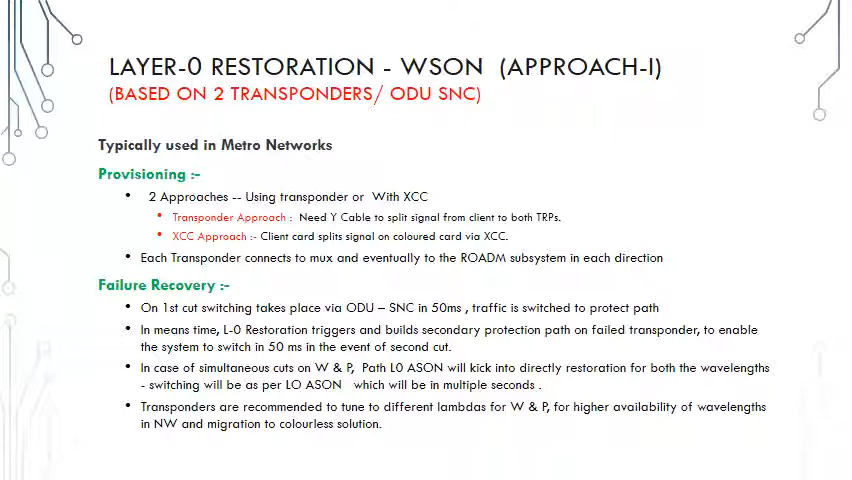 LAYER-0 RESTORATION - WSON (APPROACH-I)
(BASED ON 2 TRANSPONDERS/ ODU SNC)
Typically used in Metro Networks
Provisioning :-
• 2 Approaches -- Using transponder or With XCC
• Transponder Approach : Need Y Cable to split signal from client to both TRPs.
• XCC Approach :- Client card splits signal on coloured card via XCC.
• Each Transponder connects to mux and eventually to the ROADM subsystem in each direction
Failure Recovery :-
• On 1st cut switching takes place via ODU – SNC in 50ms , traffic is switched to protect path
• In means time, L-0 Restoration triggers and builds secondary protection path on failed transponder, to enable
the system to switch in 50 ms in the event of second cut.
• In case of simultaneous cuts on W & P, Path L0 ASON will kick into directly restoration for both the wavelengths
- switching will be as per LO ASON which will be in multiple seconds .
• Transponders are recommended to tune to different lambdas for W & P, for higher availability of wavelengths
in NW and migration to colourless solution.